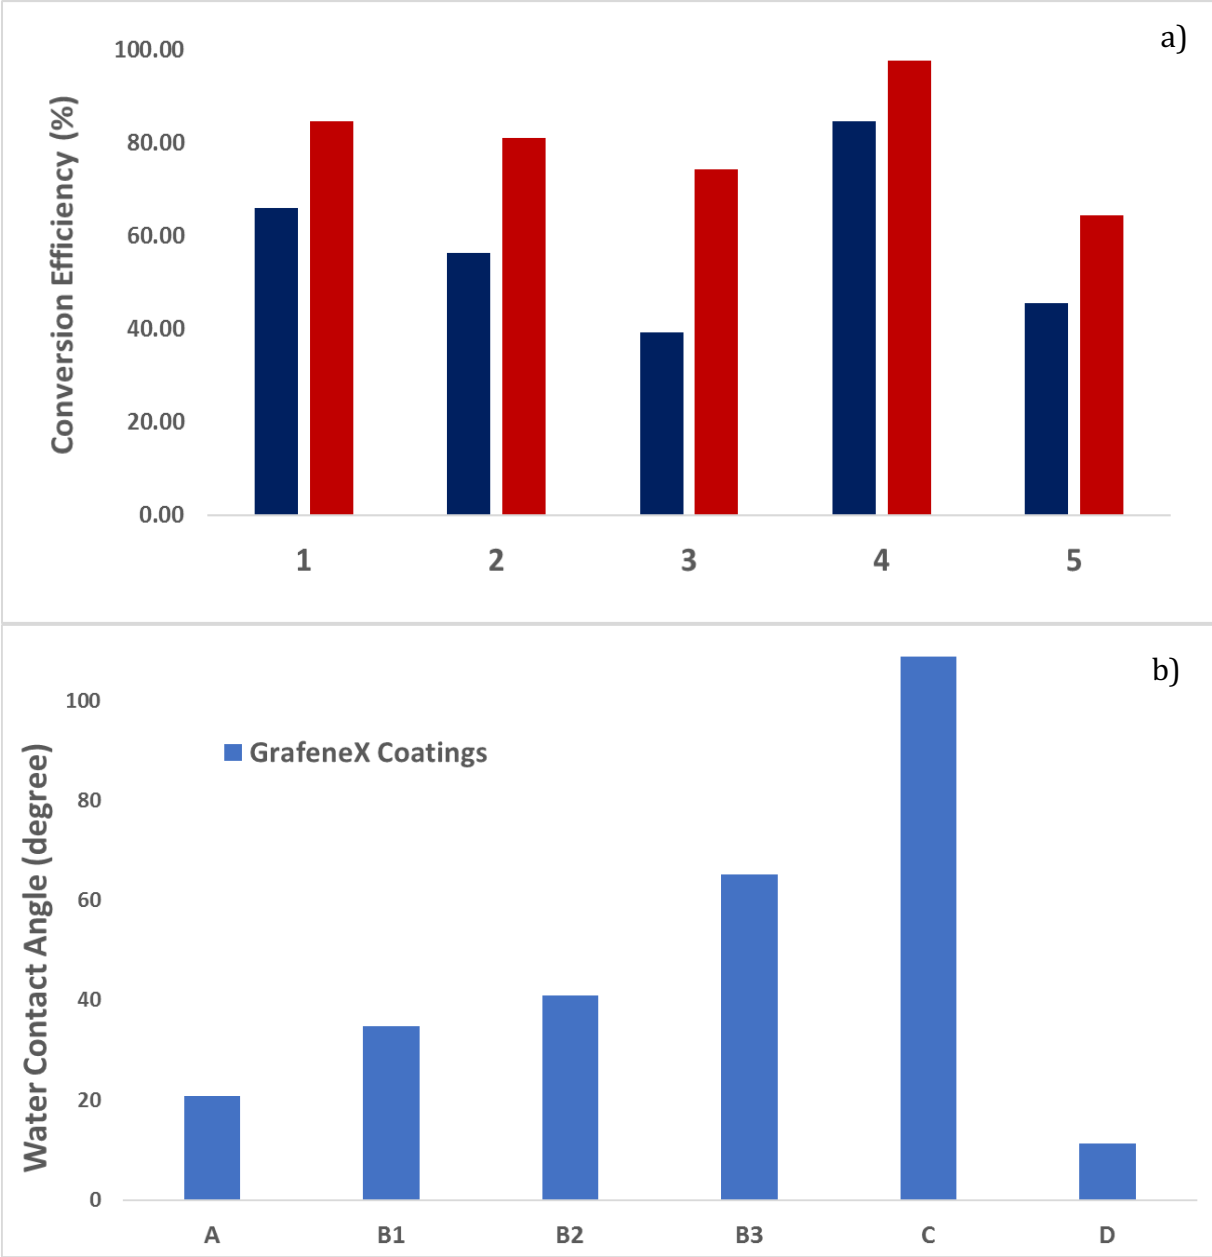 a)
Conversion Efficiency (%)
100.00
80.00
60.00
40.00
20.00
0.00
1 2 3 4 5
b)
Water Contact Angle (degree)
GrafeneX Coatings
100
80
60
40
20
0
A B1 B2 B3 C D